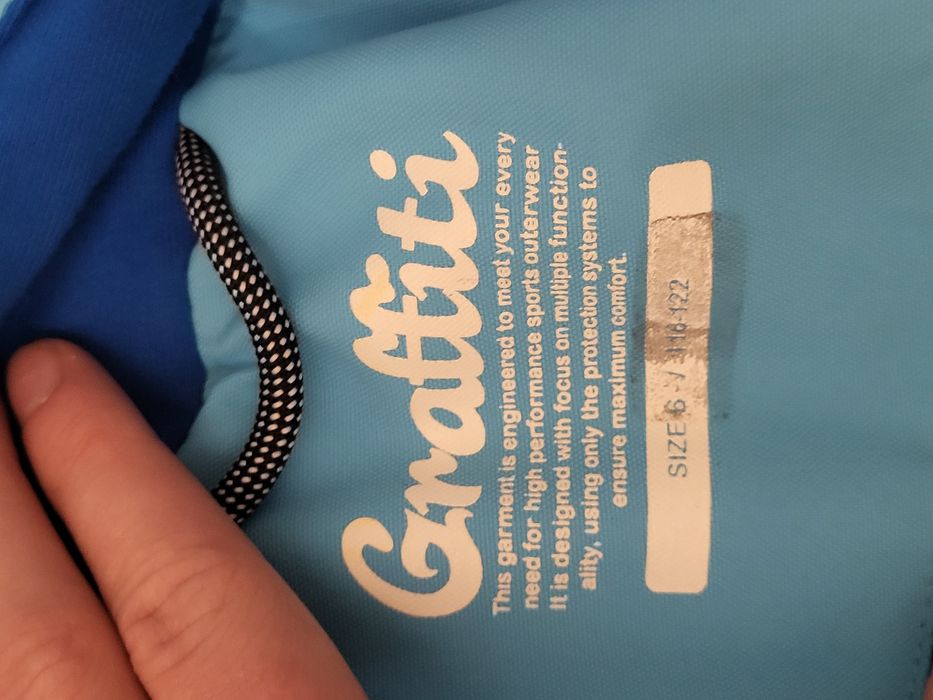 Graffiti
This garment is engineered to meet your every
need for high performance sports outerwear
It is designed with focus on multiple function-
ality, using only the protection systems to
ensure maximum comfort.
SIZE 6 - 116-122